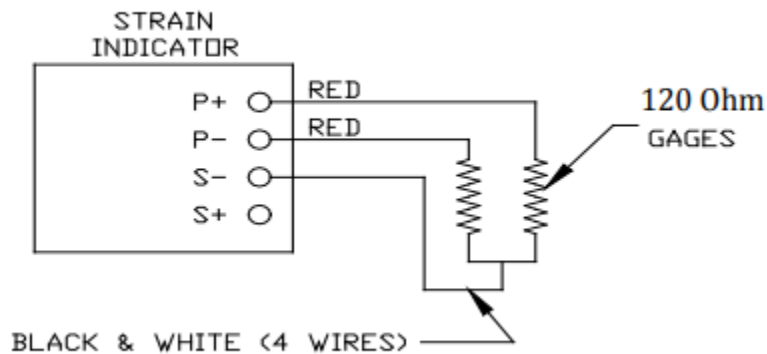 STRAIN
INDICATOR
P+
RED
P-
RED
S-
S+
120 Ohm
GAGES
BLACK & WHITE (4 WIRES)